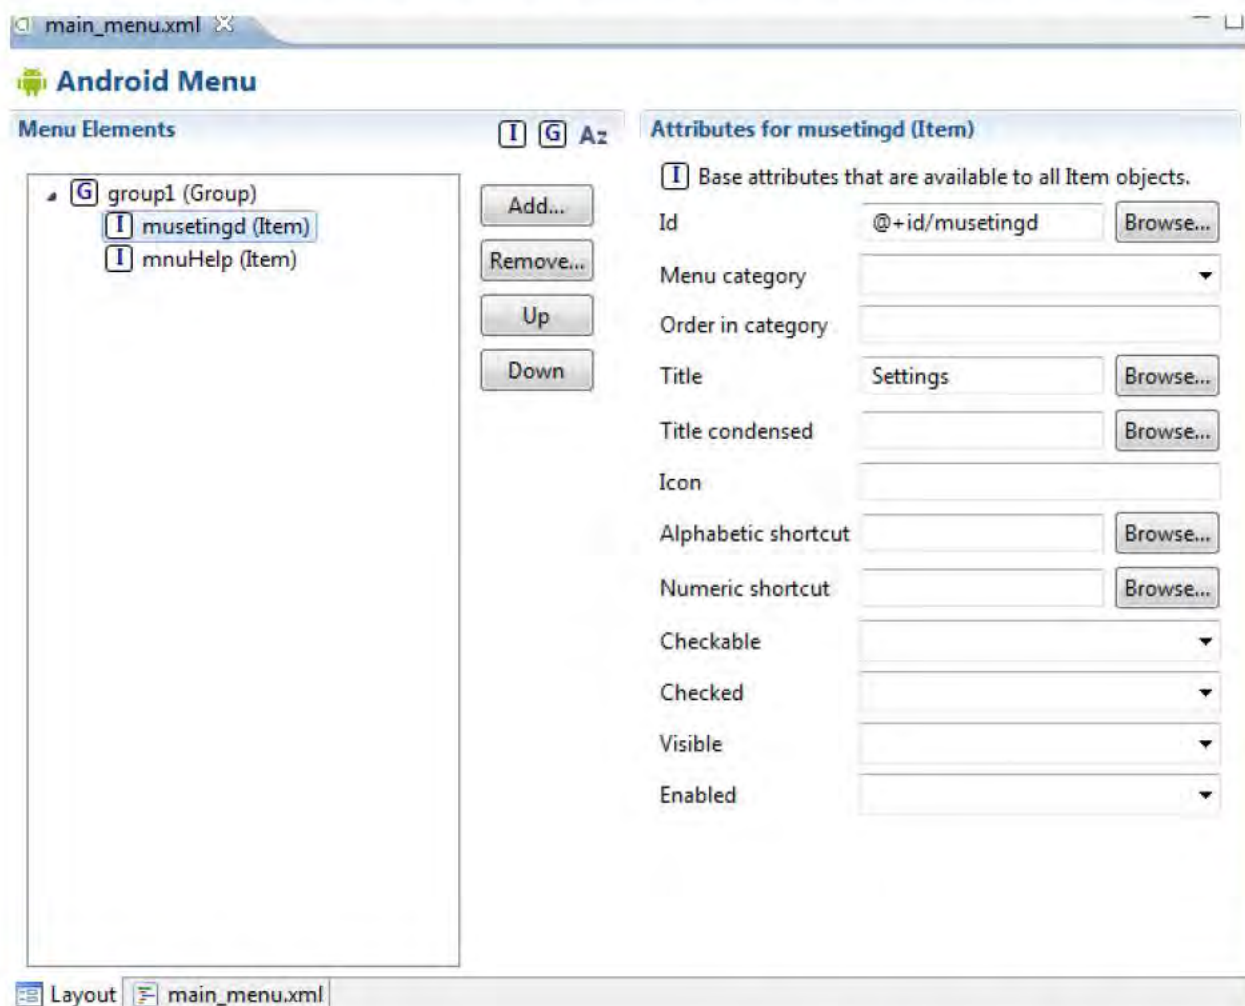 main_menu.xml
Android Menu
Menu Elements
I G Az
group1 (Group)
I musetingd (Item)
I mnuHelp (Item)
Add...
Remove...
Up
Down
Attributes for musetingd (Item)
I Base attributes that are available to all Item objects.
Id @+id/musetingd Browse...
Menu category
Order in category
Title Settings Browse...
Title condensed Browse...
Icon
Alphabetic shortcut Browse...
Numeric shortcut Browse...
Checkable
Checked
Visible
Enabled
Layout main_menu.xml